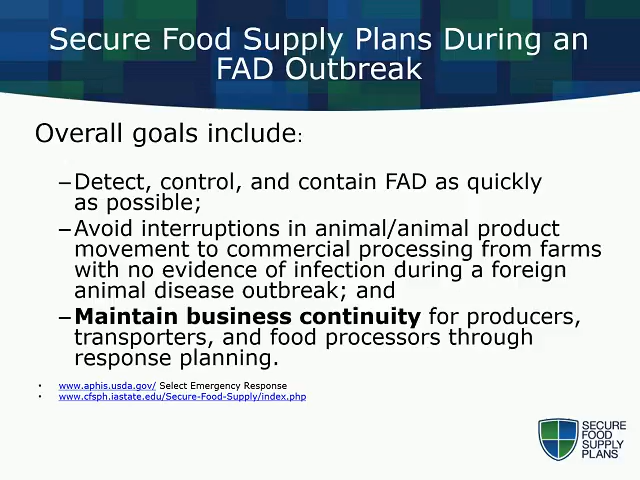 Secure Food Supply Plans During an
FAD Outbreak
Overall goals include:
–Detect, control, and contain FAD as quickly
as possible;
–Avoid interruptions in animal/animal product
movement to commercial processing from farms
with no evidence of infection during a foreign
animal disease outbreak; and
–Maintain business continuity for producers,
transporters, and food processors through
response planning.
• www.aphis.usda.gov/ Select Emergency Response
• www.cfsph.iastate.edu/Secure-Food-Supply/index.php
SECURE
FOOD
SUPPLY
PLANS